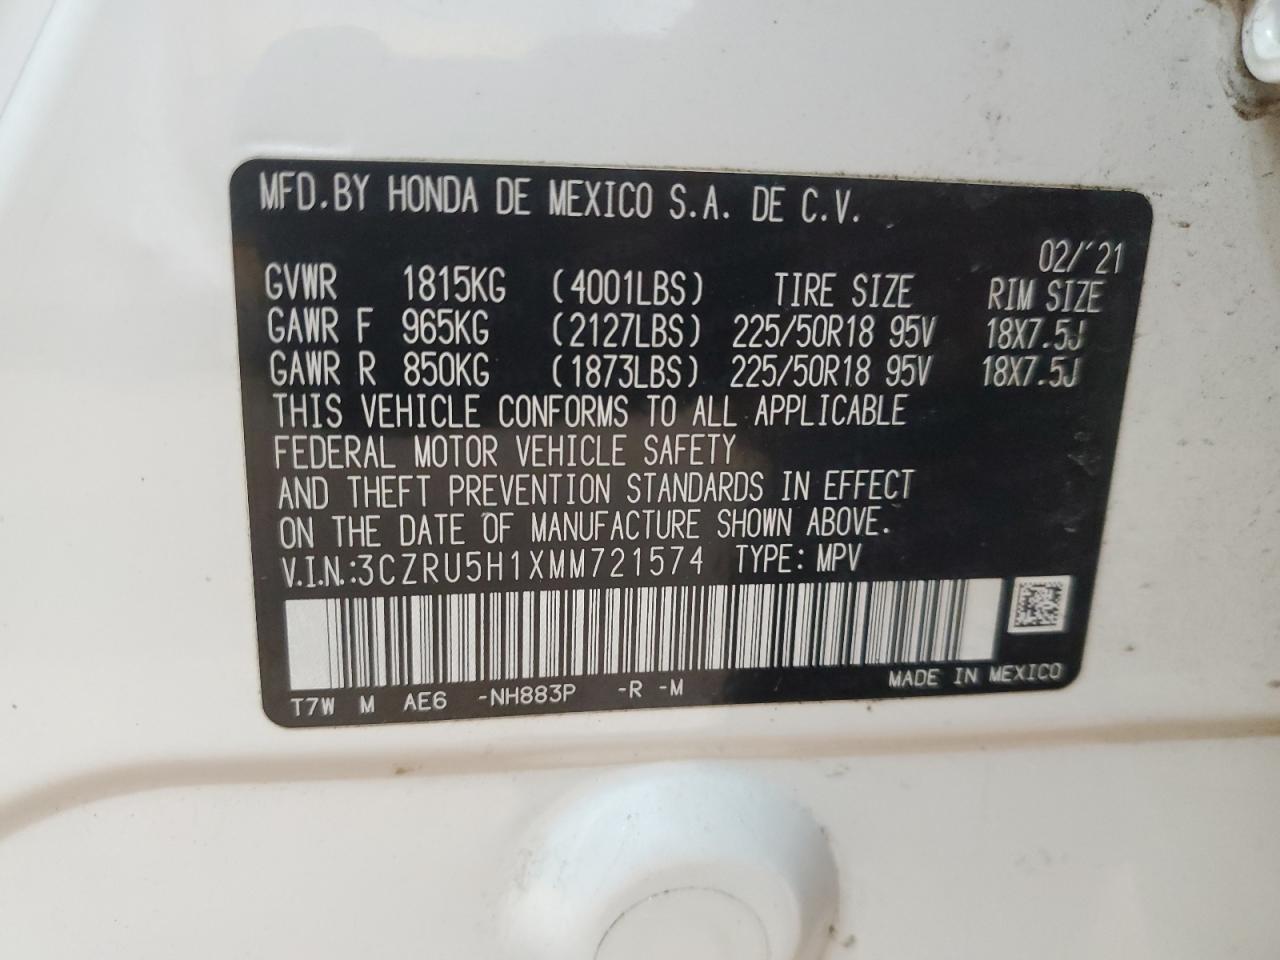 MFD.BY HONDA DE MEXICO S.A. DE C.V.
02/´21
GVWR 1815KG (4001LBS) TIRE SIZE RIM SIZE
GAWR F 965KG (2127LBS) 225/50R18 95V 18X7.5J
GAWR R 850KG (1873LBS) 225/50R18 95V 18X7.5J
THIS VEHICLE CONFORMS TO ALL APPLICABLE
FEDERAL MOTOR VEHICLE SAFETY
AND THEFT PREVENTION STANDARDS IN EFFECT
ON THE DATE OF MANUFACTURE SHOWN ABOVE.
V.I.N.:3CZRU5H1XMM721574 TYPE: MPV
T7W M AE6 -NH883P -R -M MADE IN MEXICO